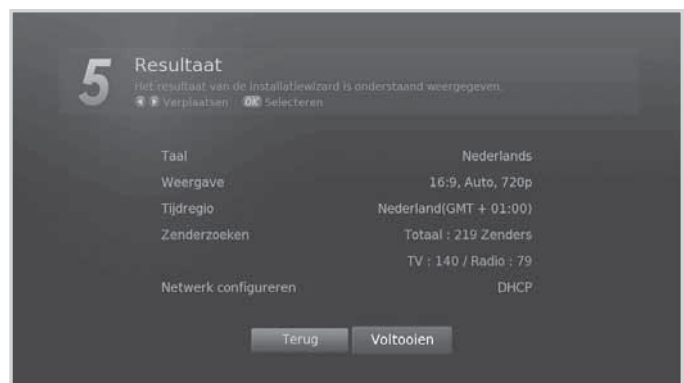 5
Resultaat
Het resultaat van de installatiewizard is onderstaand weergegeven.
Verplaatsen OK Selecteren
Taal Nederlands
Weergave 16:9, Auto, 720p
Tijdregio Nederland(GMT + 01:00)
Zenderzoeken Totaal : 219 Zenders
TV : 140 / Radio : 79
Netwerk configureren DHCP
Terug Voltooien